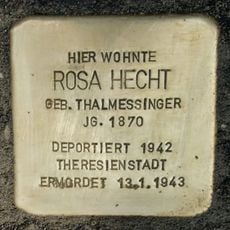 HIER WOHNTE
ROSA HECHT
GEB. THALMESSINGER
JG. 1870
DEPORTIERT 1942
THERESIENSTADT
ERMORDET 13.1.1943